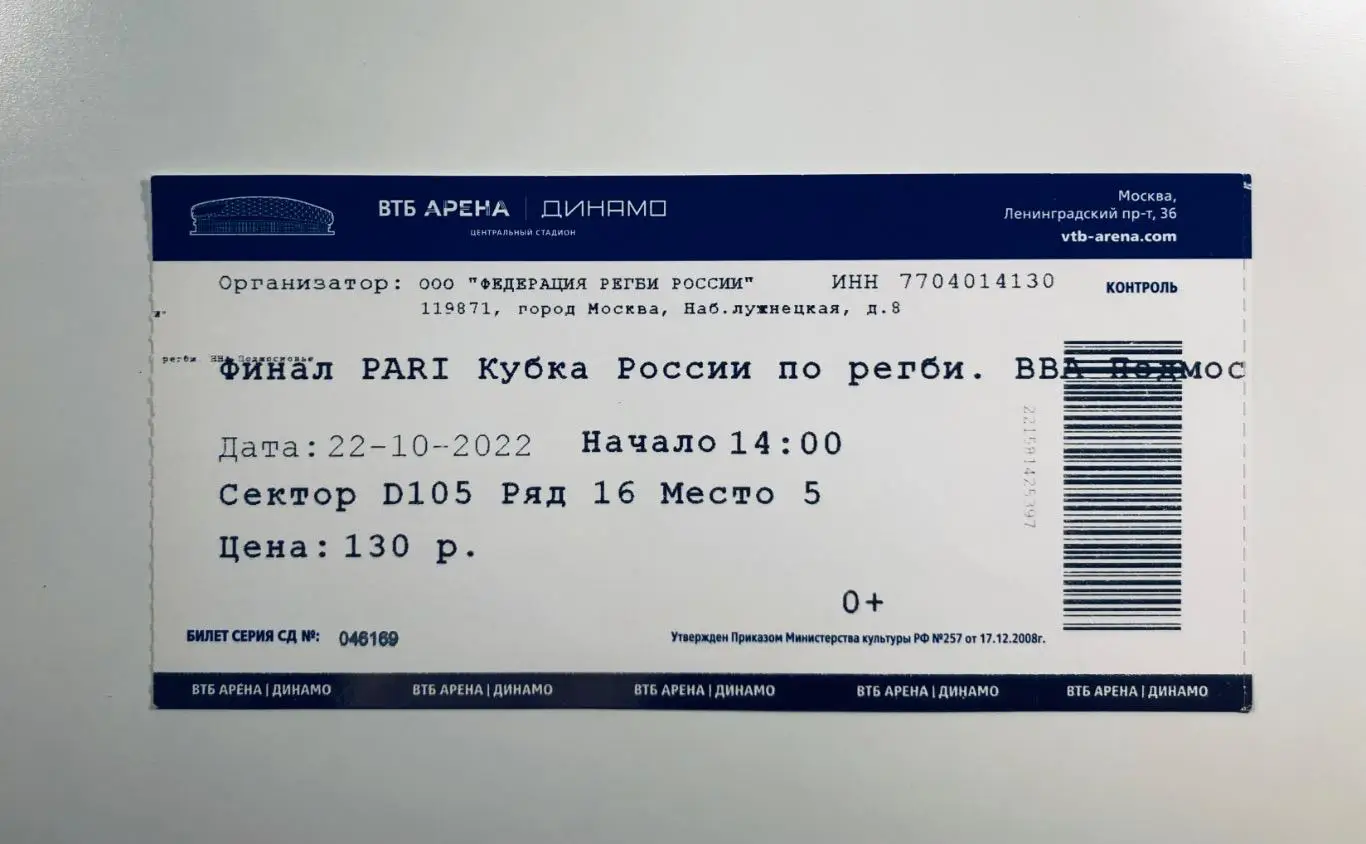 ВТБ АРЕНА | ДИНАМО
ЦЕНТРАЛЬНЫЙ СТАДИОН
Москва,
Ленинградский пр-т, 36
vtb-arena.com
Организатор: ООО "ФЕДЕРАЦИЯ РЕГБИ РОССИИ" ИНН 7704014130
119871, город Москва, Наб.лужнецкая, д.8
КОНТРОЛЬ
регби. ВВА Подмосковье
Финал PARI Кубка России по регби. ВВА Подмос
Дата: 22-10-2022 Начало 14:00
Сектор D105 Ряд 16 Место 5
Цена: 130 р.
221581425397
0+
БИЛЕТ СЕРИЯ СД №: 046169
Утвержден Приказом Министерства культуры РФ №257 от 17.12.2008г.
ВТБ АРЕНА | ДИНАМО ВТБ АРЕНА | ДИНАМО ВТБ АРЕНА | ДИНАМО ВТБ АРЕНА | ДИНАМО ВТБ АРЕНА | ДИНАМО